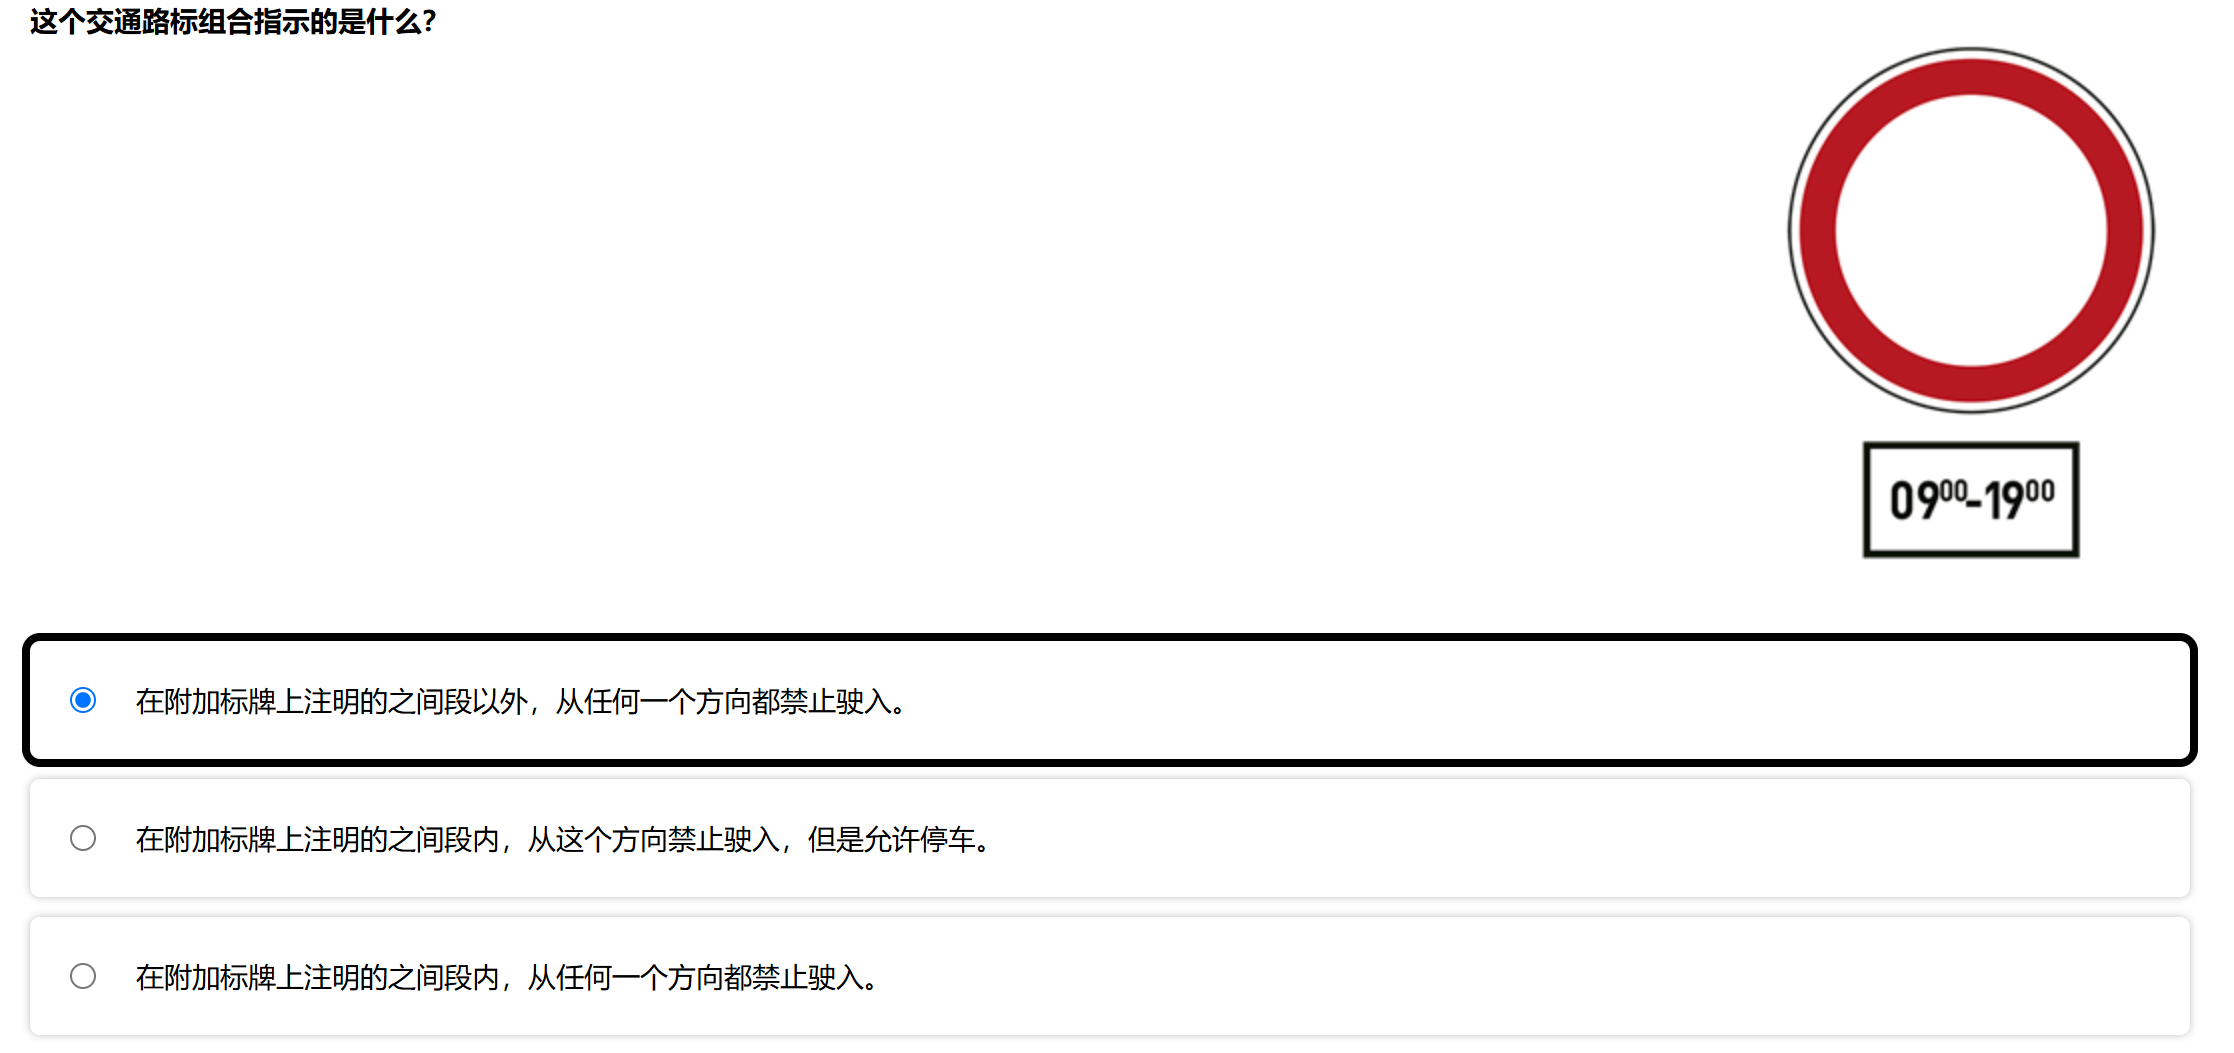 这个交通路标组合指示的是什么？
09⁰⁰-19⁰⁰
在附加标牌上注明的之间段以外，从任何一个方向都禁止驶入。
在附加标牌上注明的之间段内，从这个方向禁止驶入，但是允许停车。
在附加标牌上注明的之间段内，从任何一个方向都禁止驶入。